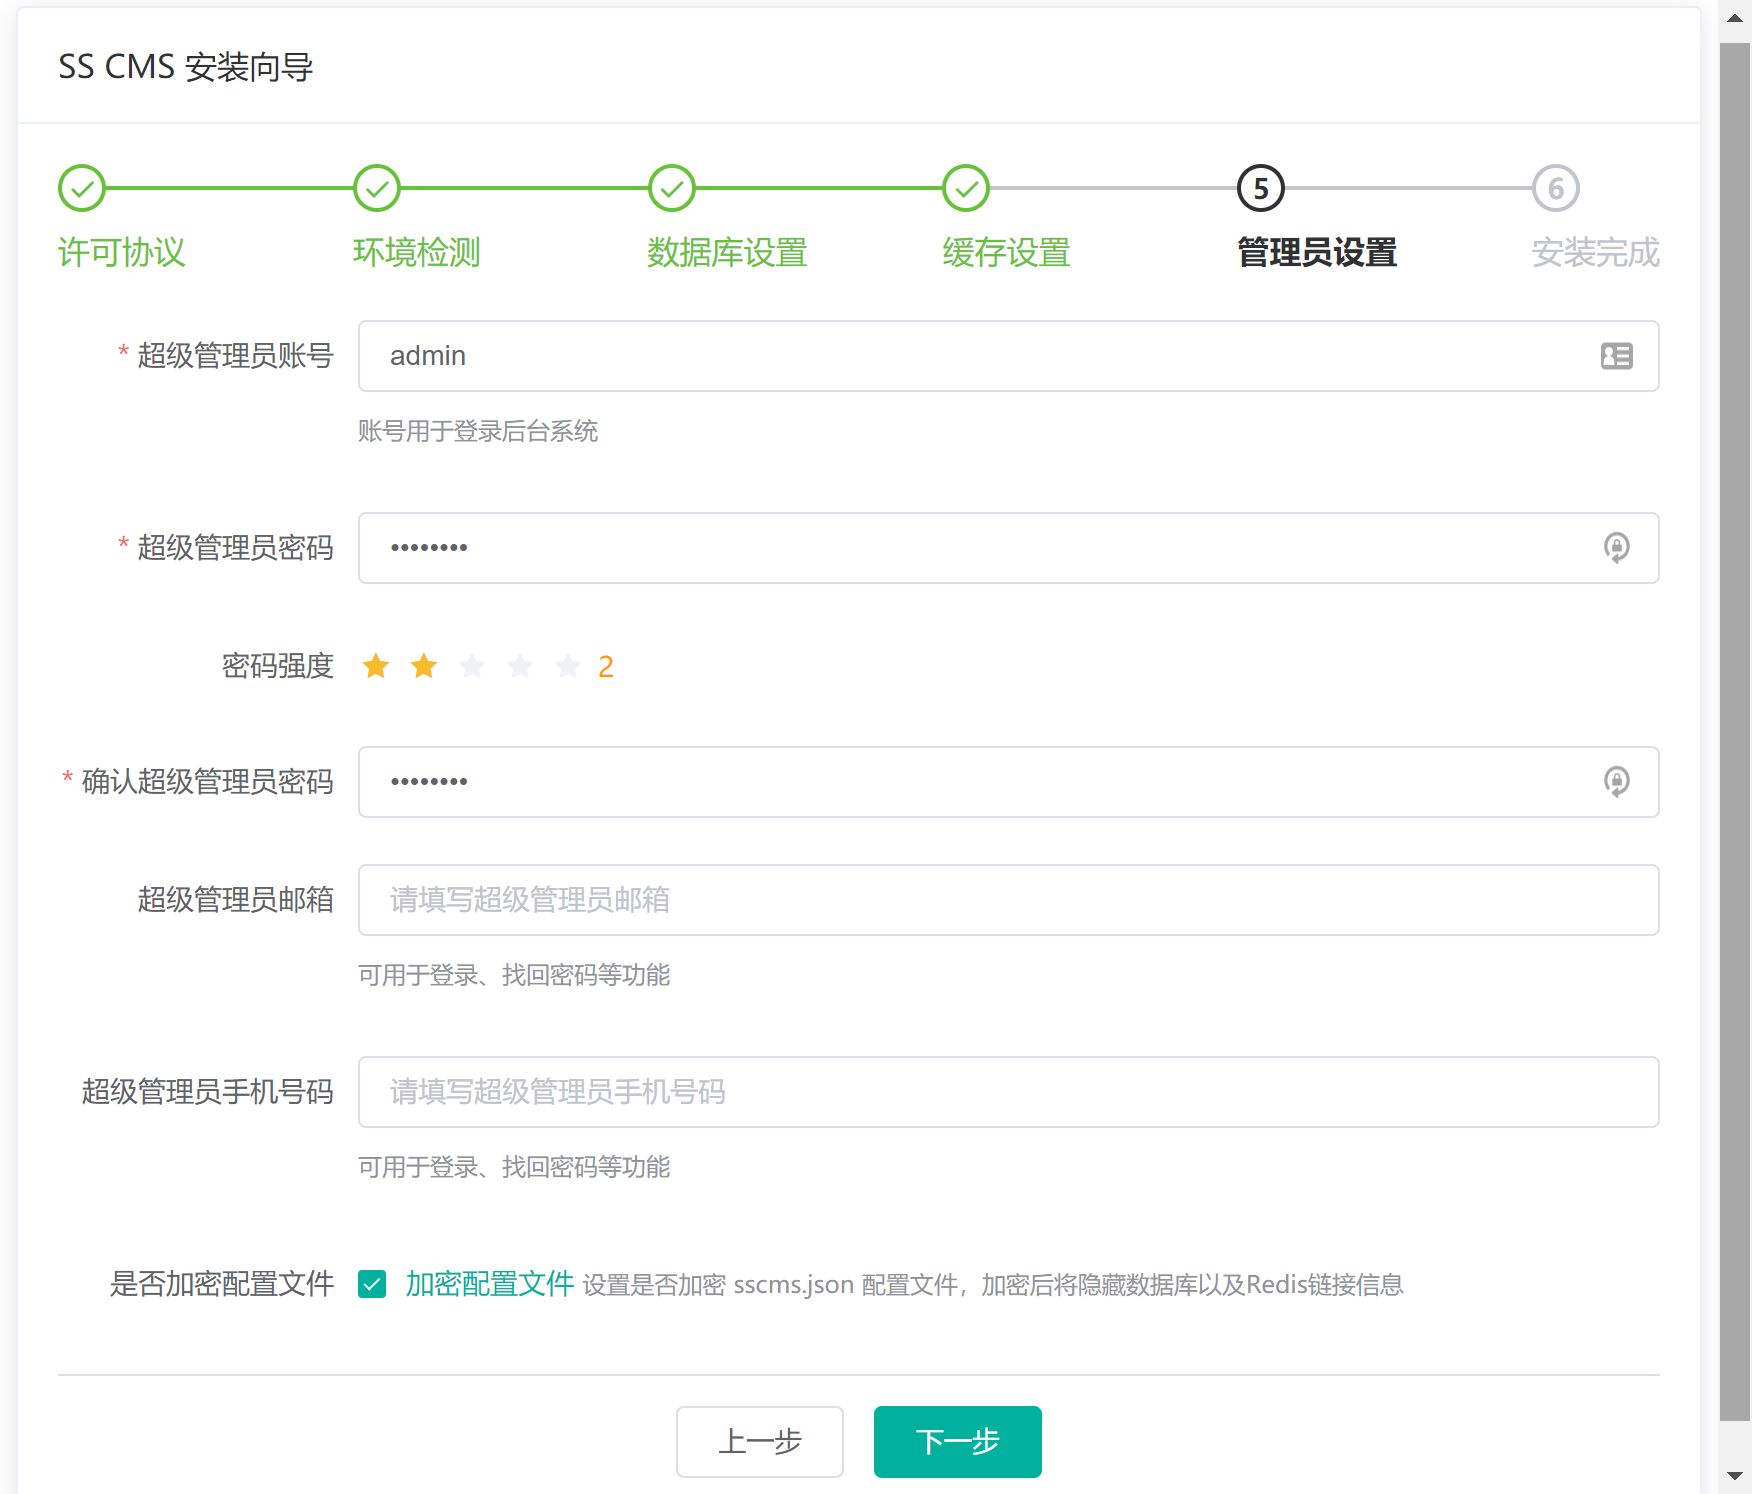 SS CMS 安装向导
5
6
许可协议
环境检测
数据库设置
缓存设置
管理员设置
安装完成
* 超级管理员账号
admin
账号用于登录后台系统
* 超级管理员密码
••••••••
密码强度
2
* 确认超级管理员密码
••••••••
超级管理员邮箱
请填写超级管理员邮箱
可用于登录、找回密码等功能
超级管理员手机号码
请填写超级管理员手机号码
可用于登录、找回密码等功能
是否加密配置文件
加密配置文件 设置是否加密 sscms.json 配置文件，加密后将隐藏数据库以及Redis链接信息
上一步
下一步